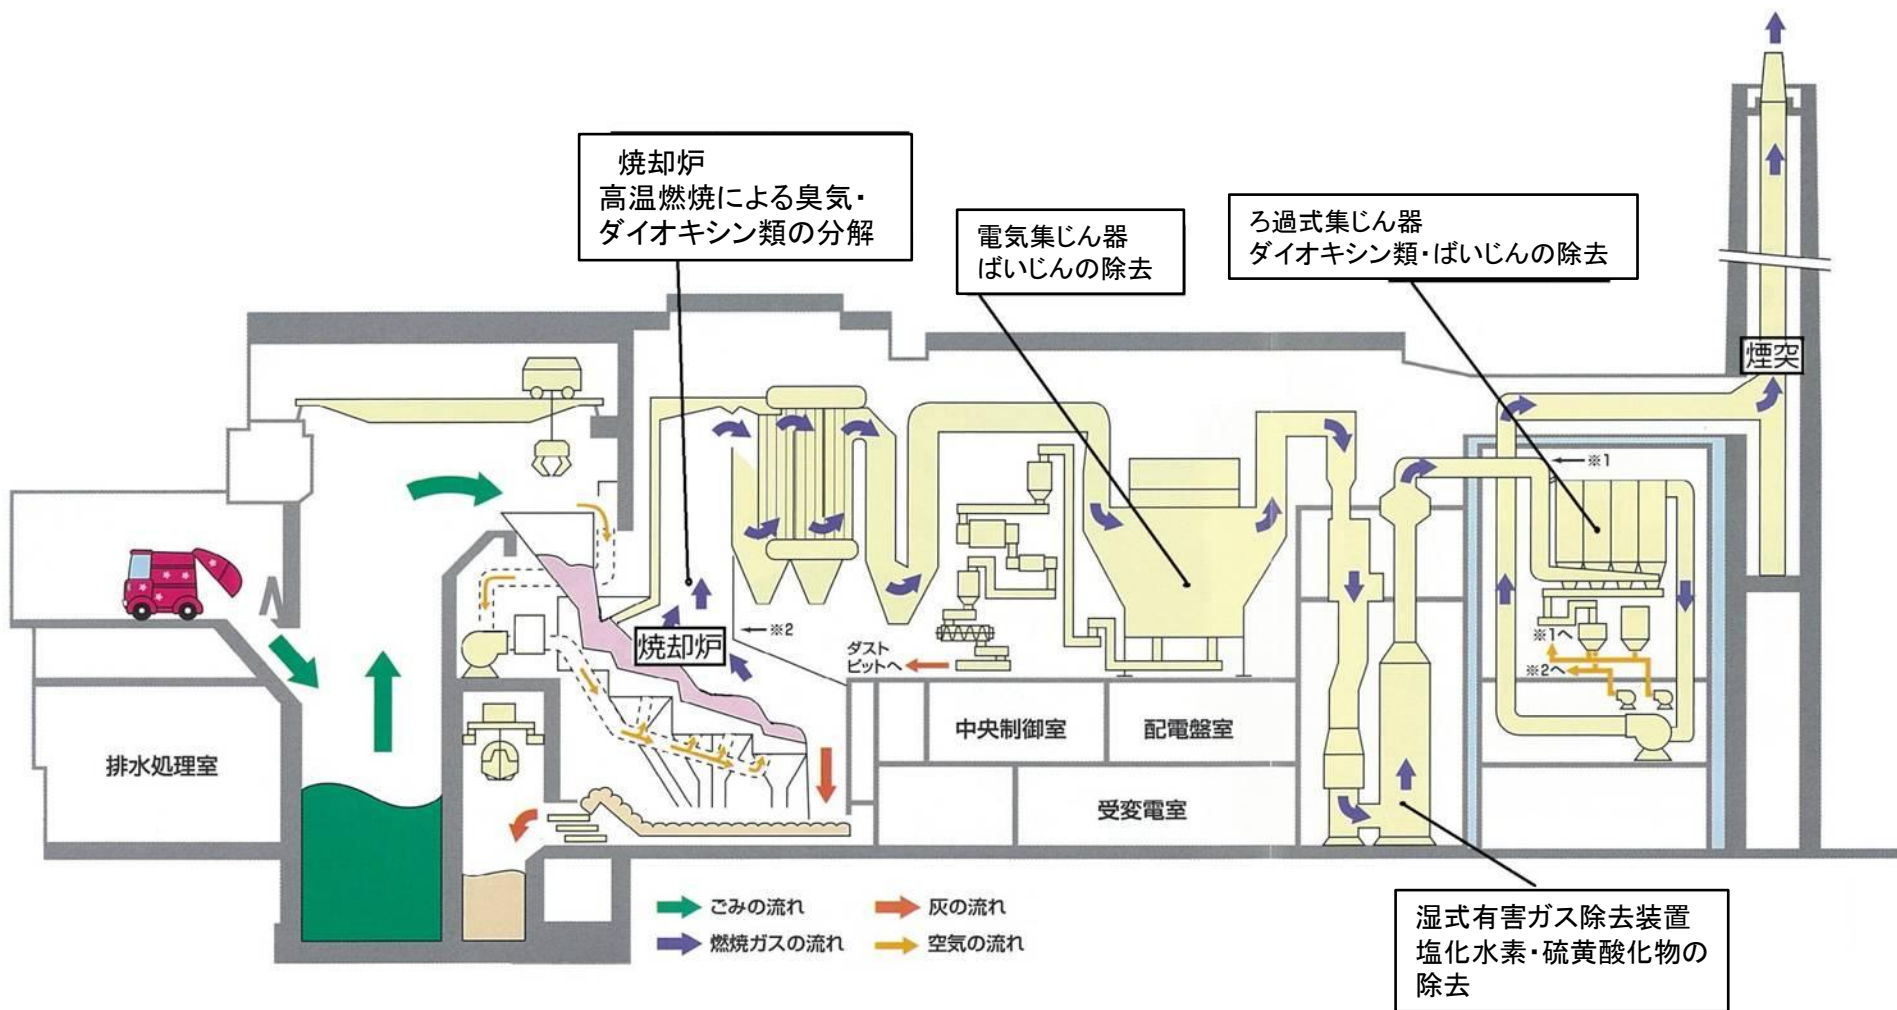 焼却炉
高温燃焼による臭気・
ダイオキシン類の分解
電気集じん器
ばいじんの除去
ろ過式集じん器
ダイオキシン類・ばいじんの除去
煙突
※1
焼却炉
※2
ダスト
ピットへ
※1へ
※2へ
中央制御室
配電盤室
排水処理室
受変電室
ごみの流れ
灰の流れ
燃焼ガスの流れ
空気の流れ
湿式有害ガス除去装置
塩化水素・硫黄酸化物の
除去